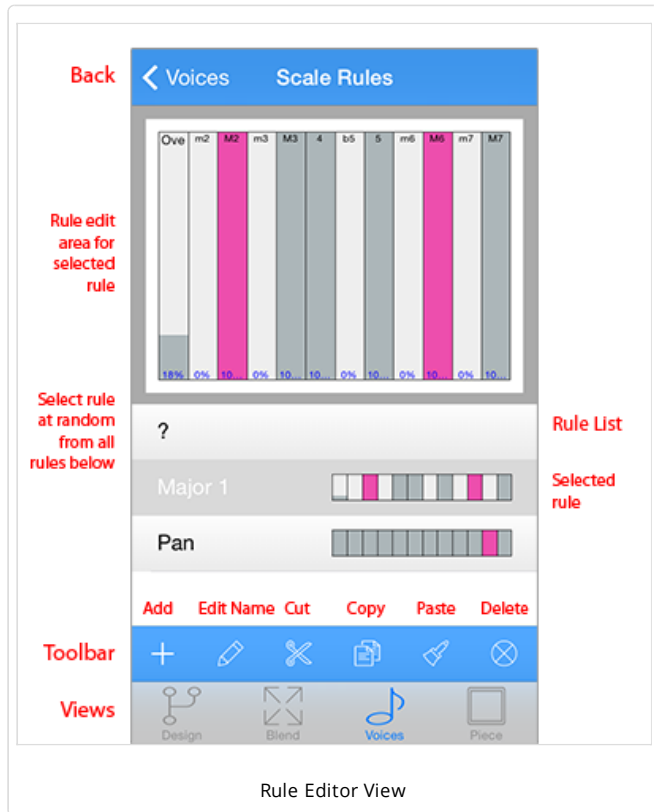 Back
Voices Scale Rules
Ove m2 M2 m3 M3 4 b5 5 m6 M6 m7 M7
Rule edit
area for
selected
rule
18% 0% 10... 0% 10... 10... 0% 10... 0% 10... 0% 10...
Select rule
at random
from all
rules below
?
Rule List
Major 1
Selected
rule
Pan
Add Edit Name Cut Copy Paste Delete
Toolbar
Views
Design Blend Voices Piece
Rule Editor View